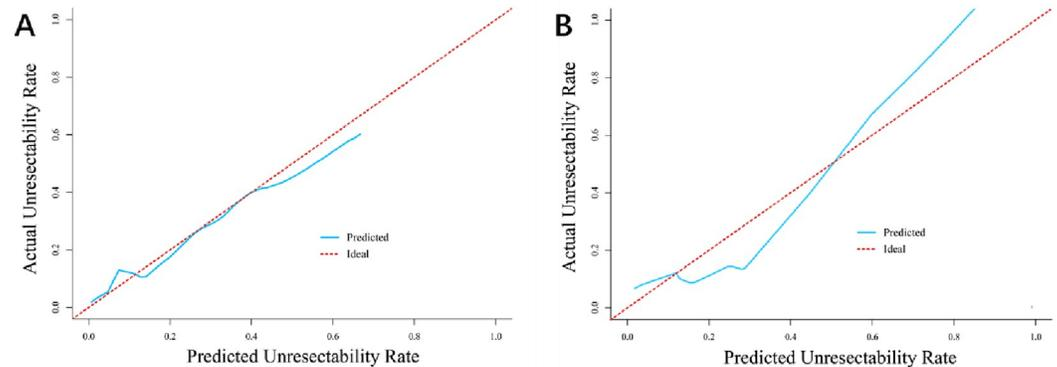 A
Actual Unresectability Rate
1.0
0.8
0.6
0.4
0.2
0.0
Predicted
Ideal
0.0 0.2 0.4 0.6 0.8 1.0
Predicted Unresectability Rate
B
Actual Unresectability Rate
1.0
0.8
0.6
0.4
0.2
0.0
Predicted
Ideal
0.0 0.2 0.4 0.6 0.8 1.0
Predicted Unresectability Rate